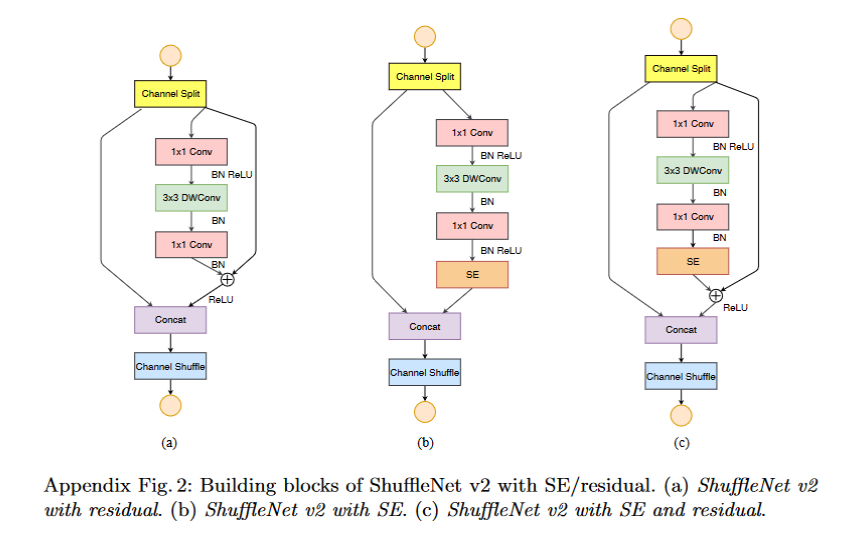 Channel Split
1x1 Conv
BN ReLU
3x3 DWConv
BN
1x1 Conv
BN
ReLU
Concat
Channel Shuffle
(a)
Channel Split
1x1 Conv
BN ReLU
3x3 DWConv
BN
1x1 Conv
BN ReLU
SE
Concat
Channel Shuffle
(b)
Channel Split
1x1 Conv
BN ReLU
3x3 DWConv
BN
1x1 Conv
BN
SE
ReLU
Concat
Channel Shuffle
(c)
Appendix Fig. 2: Building blocks of ShuffleNet v2 with SE/residual. (a) ShuffleNet v2
with residual. (b) ShuffleNet v2 with SE. (c) ShuffleNet v2 with SE and residual.